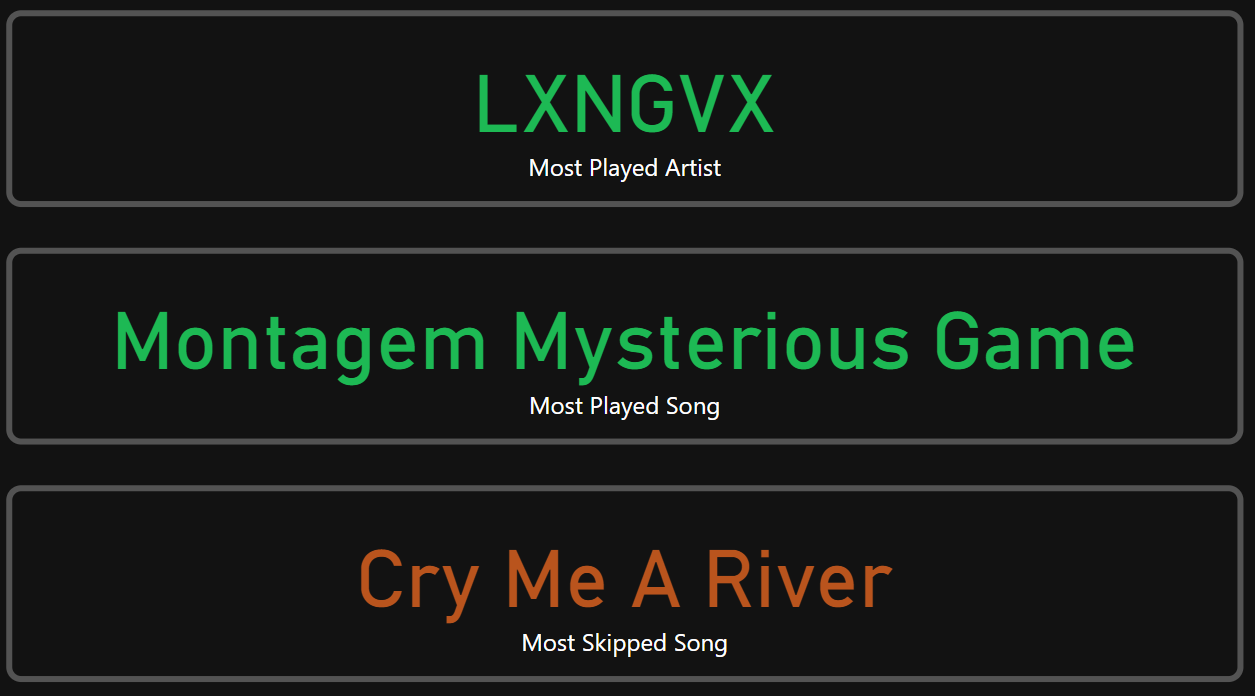 LXNGVX
Most Played Artist
Montagem Mysterious Game
Most Played Song
Cry Me A River
Most Skipped Song